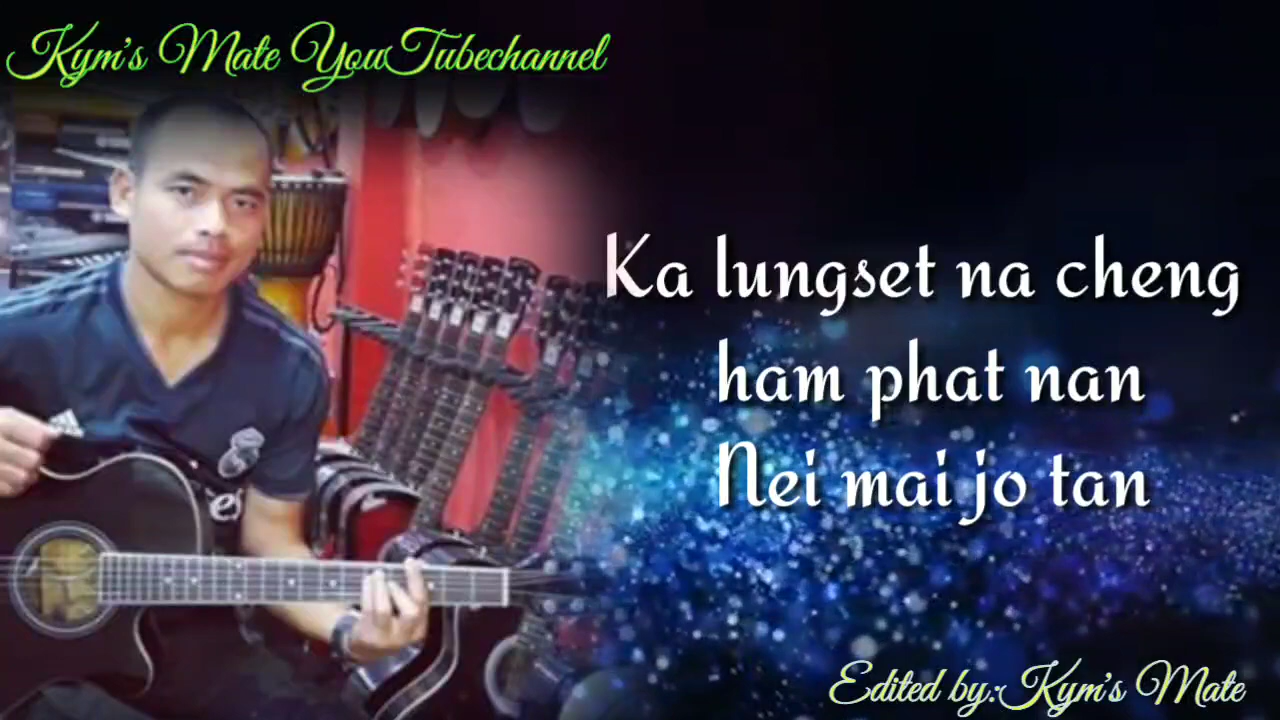 Kym's Mate YouTubechannel
Ka lungset na cheng
ham phat nan
Nei mai jo tan
Edited by:Kym's Mate